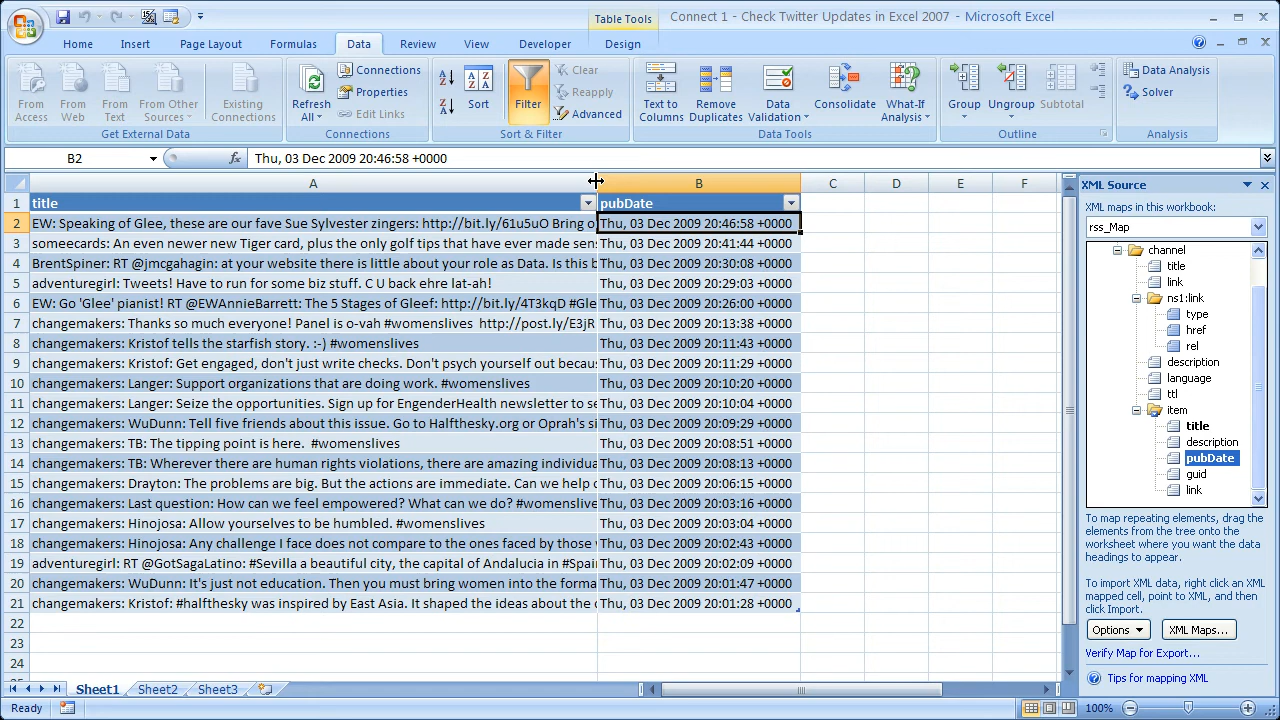 Table Tools
Connect 1 - Check Twitter Updates in Excel 2007 - Microsoft Excel
Home
Insert
Page Layout
Formulas
Data
Review
View
Developer
Design
From Access
From Web
From Text
From Other Sources
Existing Connections
Get External Data
Refresh All
Connections
Properties
Edit Links
Connections
Sort
Filter
Clear
Reapply
Advanced
Sort & Filter
Text to Columns
Remove Duplicates
Data Validation
Consolidate
What-If Analysis
Data Tools
Group
Ungroup
Subtotal
Outline
Data Analysis
Solver
Analysis
B2
fx
Thu, 03 Dec 2009 20:46:58 +0000
A B C D E F
1 title pubDate
2 EW: Speaking of Glee, these are our fave Sue Sylvester zingers: http://bit.ly/61u5uO Bring o Thu, 03 Dec 2009 20:46:58 +0000
3 someecards: An even newer new Tiger card, plus the only golf tips that have ever made sens Thu, 03 Dec 2009 20:41:44 +0000
4 BrentSpiner: RT @jmcgahagin: at your website there is little about your role as Data. Is this b Thu, 03 Dec 2009 20:30:08 +0000
5 adventuregirl: Tweets! Have to run for some biz stuff. C U back ehre lat-ah! Thu, 03 Dec 2009 20:29:03 +0000
6 EW: Go 'Glee' pianist! RT @EWAnnieBarrett: The 5 Stages of Gleef: http://bit.ly/4T3kqD #Gle Thu, 03 Dec 2009 20:26:00 +0000
7 changemakers: Thanks so much everyone! Panel is o-vah #womenslives http://post.ly/E3jR Thu, 03 Dec 2009 20:13:38 +0000
8 changemakers: Kristof tells the starfish story. :-) #womenslives Thu, 03 Dec 2009 20:11:43 +0000
9 changemakers: Kristof: Get engaged, don't just write checks. Don't psych yourself out becau Thu, 03 Dec 2009 20:11:29 +0000
10 changemakers: Langer: Support organizations that are doing work. #womenslives Thu, 03 Dec 2009 20:10:20 +0000
11 changemakers: Langer: Seize the opportunities. Sign up for EngenderHealth newsletter to se Thu, 03 Dec 2009 20:10:04 +0000
12 changemakers: WuDunn: Tell five friends about this issue. Go to Halfthesky.org or Oprah's si Thu, 03 Dec 2009 20:09:29 +0000
13 changemakers: TB: The tipping point is here. #womenslives Thu, 03 Dec 2009 20:08:51 +0000
14 changemakers: TB: Wherever there are human rights violations, there are amazing individua Thu, 03 Dec 2009 20:08:13 +0000
15 changemakers: Drayton: The problems are big. But the actions are immediate. Can we help c Thu, 03 Dec 2009 20:06:15 +0000
16 changemakers: Last question: How can we feel empowered? What can we do? #womenslive Thu, 03 Dec 2009 20:03:16 +0000
17 changemakers: Hinojosa: Allow yourselves to be humbled. #womenslives Thu, 03 Dec 2009 20:03:04 +0000
18 changemakers: Hinojosa: Any challenge I face does not compare to the ones faced by those Thu, 03 Dec 2009 20:02:43 +0000
19 adventuregirl: RT @GotSagaLatino: #Sevilla a beautiful city, the capital of Andalucia in #Spain Thu, 03 Dec 2009 20:02:09 +0000
20 changemakers: WuDunn: It's just not education. Then you must bring women into the forma Thu, 03 Dec 2009 20:01:47 +0000
21 changemakers: Kristof: #halfthesky was inspired by East Asia. It shaped the ideas about the Thu, 03 Dec 2009 20:01:28 +0000
22
23
24
XML Source
XML maps in this workbook:
rss_Map
channel
title
link
ns1:link
type
href
rel
description
language
ttl
item
title
description
pubDate
guid
link
To map repeating elements, drag the
elements from the tree onto the
worksheet where you want the data
headings to appear.
To import XML data, right click an XML
mapped cell, point to XML, and then
click Import.
Options
XML Maps...
Verify Map for Export...
Tips for mapping XML
Sheet1
Sheet2
Sheet3
Ready
100%